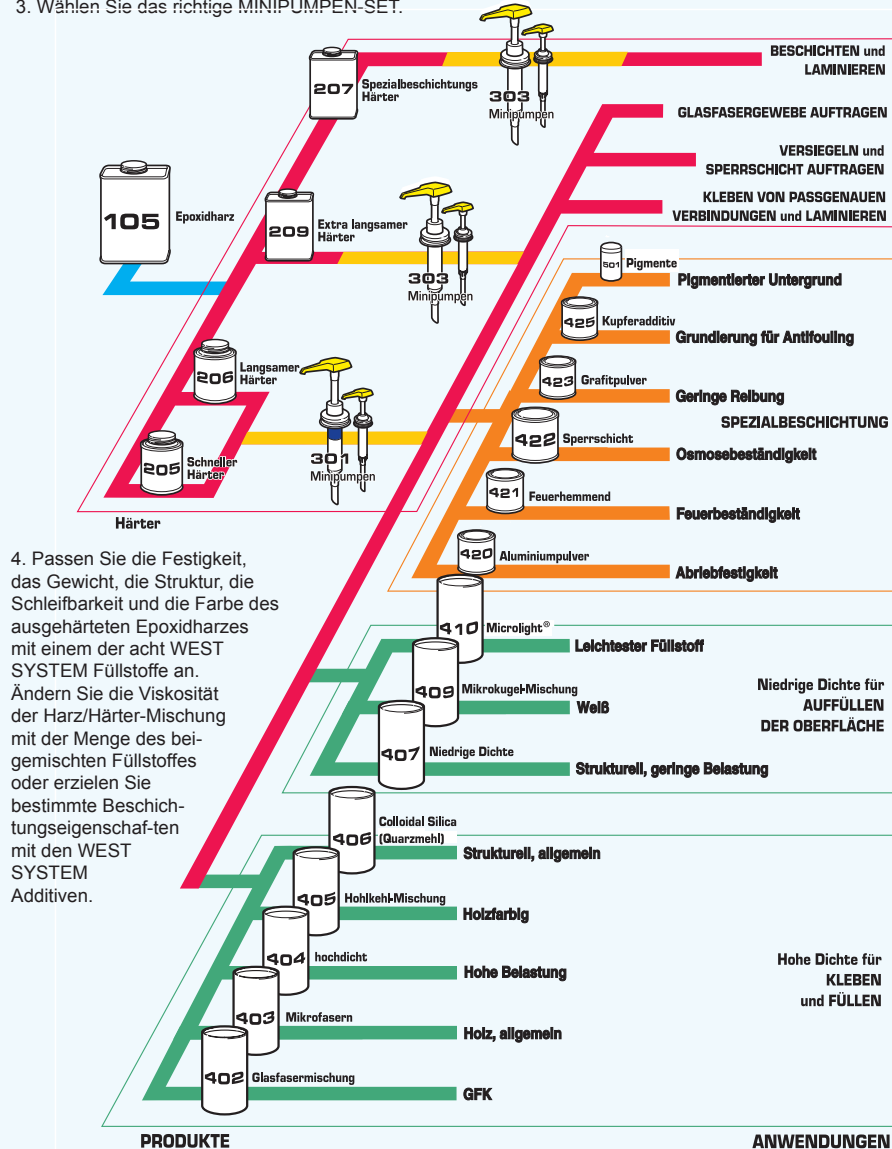 3. Wählen Sie das richtige MINIPUMPEN-SET.
207
Spezialbeschichtungs
Härter
303
Minipumpen
BESCHICHTEN und
LAMINIEREN
GLASFASERGEWEBE AUFTRAGEN
VERSIEGELN und
SPERRSCHICHT AUFTRAGEN
KLEBEN VON PASSGENAUEN
VERBINDUNGEN und LAMINIEREN
105
Epoxidharz
209
Extra langsamer
Härter
303
Minipumpen
501
Pigmente
Pigmentierter Untergrund
425
Kupferadditiv
Grundierung für Antifouling
206
Langsamer
Härter
423
Grafitpulver
Geringe Reibung
SPEZIALBESCHICHTUNG
422
Sperrschicht
Osmosebeständigkeit
205
Schneller
Härter
301
Minipumpen
421
Feuerhemmend
Feuerbeständigkeit
Härter
420
Aluminiumpulver
Abriebfestigkeit
4. Passen Sie die Festigkeit,
das Gewicht, die Struktur, die
Schleifbarkeit und die Farbe des
ausgehärteten Epoxidharzes
mit einem der acht WEST
SYSTEM Füllstoffe an.
Ändern Sie die Viskosität
der Harz/Härter-Mischung
mit der Menge des bei-
gemischten Füllstoffes
oder erzielen Sie
bestimmte Beschich-
tungseigenschaf-ten
mit den WEST
SYSTEM
Additiven.
410
Microlight®
Leichtester Füllstoff
409
Mikrokugel-Mischung
Weiß
407
Niedrige Dichte
Strukturell, geringe Belastung
Niedrige Dichte für
AUFFÜLLEN
DER OBERFLÄCHE
406
Colloidal Silica
(Quarzmehl)
Strukturell, allgemein
405
Hohlkehl-Mischung
Holzfarbig
404
hochdicht
Hohe Belastung
403
Mikrofasern
Holz, allgemein
402
Glasfasermischung
GFK
Hohe Dichte für
KLEBEN
und FÜLLEN
PRODUKTE
ANWENDUNGEN